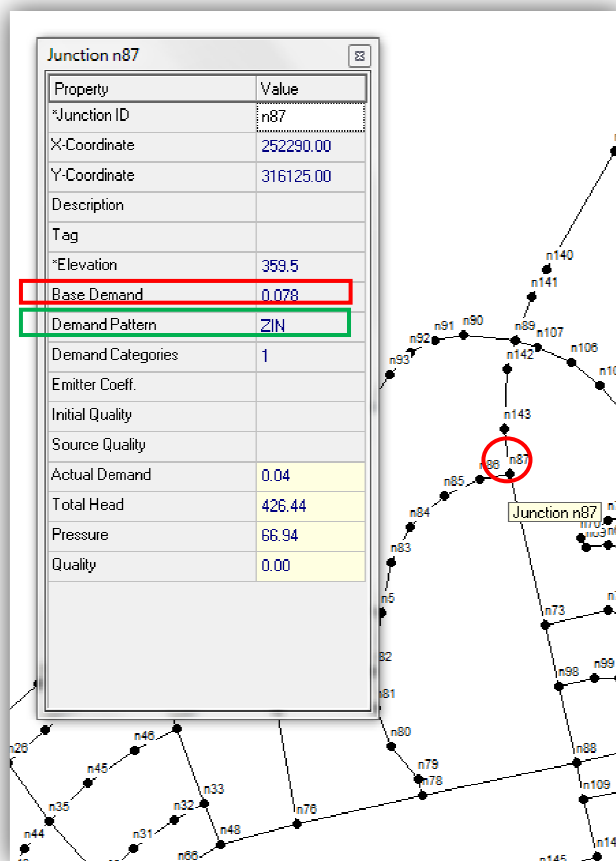 Junction n87
Property Value
*Junction ID n87
X-Coordinate 252290.00
Y-Coordinate 316125.00
Description
Tag
*Elevation 359.5
Base Demand 0.078
Demand Pattern ZIN
Demand Categories 1
Emitter Coeff.
Initial Quality
Source Quality
Actual Demand 0.04
Total Head 426.44
Pressure 66.94
Quality 0.00
n140
n141
n90
n91
n92
n89
n107
n142
n106
n93
n143
n87
n86
n85
Junction n87
n84
n83
n5
n73
n99
n98
n81
n80
n88
n79
n78
n109
n46
n45
n33
n32
n35
n76
n44
n31
n48
n66
n145